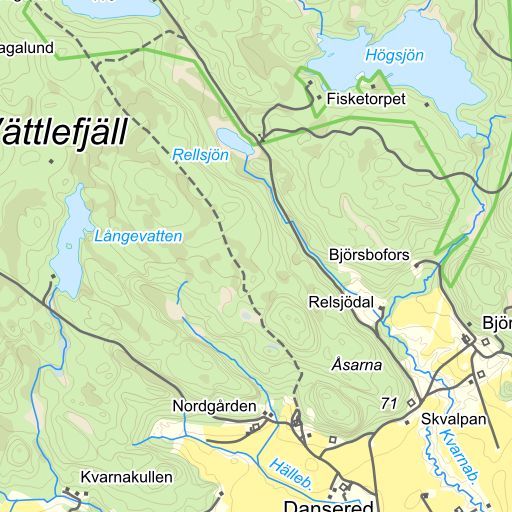 agalund
Högsjön
Fisketorpet
Vättlefjäll
Rellsjön
Långevatten
Björsbofors
Relsjödal
Björ
Åsarna
71
Nordgården
Skvalpan
Kvarnab.
Hälleb.
Kvarnakullen
Dansered